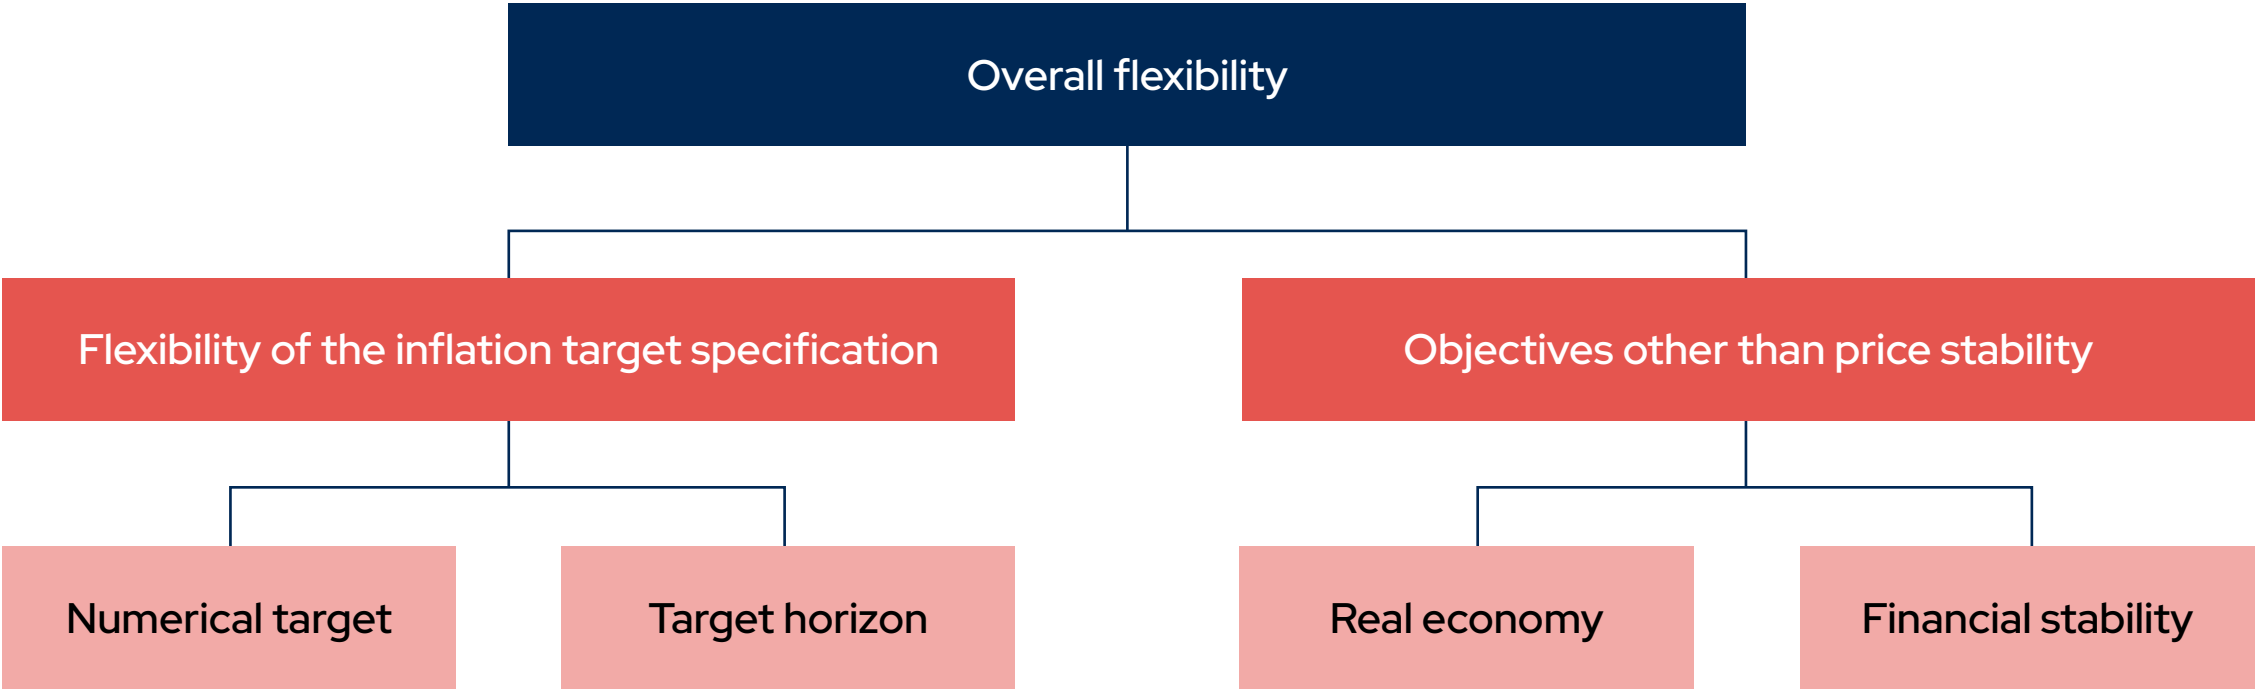 Overall flexibility
Flexibility of the inflation target specification
Objectives other than price stability
Numerical target
Target horizon
Real economy
Financial stability